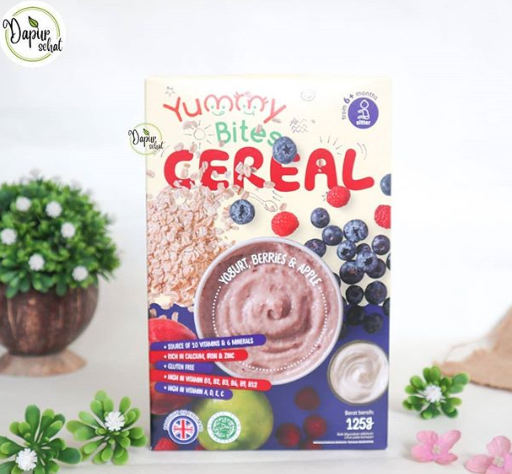 Dapur
sehat
Yummy
Bites
Dapur
sehat
CEREAL
from 6+ months
sitter
YOGURT, BERRIES & APPLE
• SOURCE OF 10 VITAMINS & 6 MINERALS
• RICH IN CALCIUM, IRON & ZINC
• GLUTEN FREE
• HIGH IN VITAMIN B1, B2, B3, B6, B9, B12
• HIGH IN VITAMIN A, D, E, C
Berat bersih:
125g